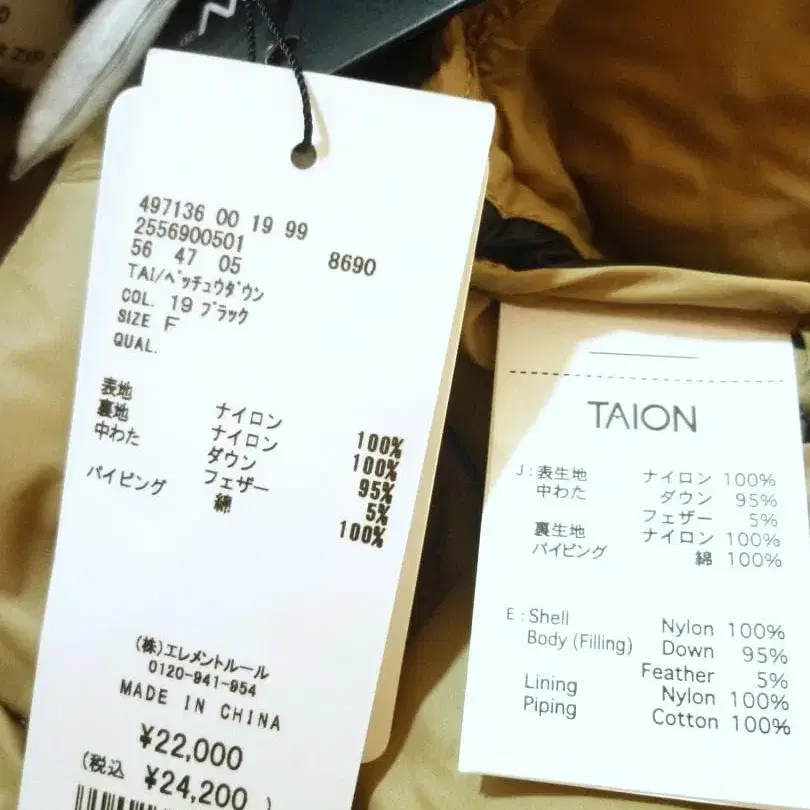 497136 00 19 99
2556900501
56 47 05 8690
TAI/ベッチュウダウン
COL. 19 ブラック
SIZE F
QUAL.
表地 ナイロン 100%
裏地 ナイロン 100%
中わた ダウン 95%
フェザー 5%
パイピング 綿 100%
(株)エレメントルール
0120-941-954
MADE IN CHINA
¥22,000
(税込 ¥24,200 )
TAION
J:表生地 ナイロン 100%
中わた ダウン 95%
フェザー 5%
裏生地 ナイロン 100%
パイピング 綿 100%
E:Shell Nylon 100%
Body (Filling) Down 95%
Feather 5%
Lining Nylon 100%
Piping Cotton 100%